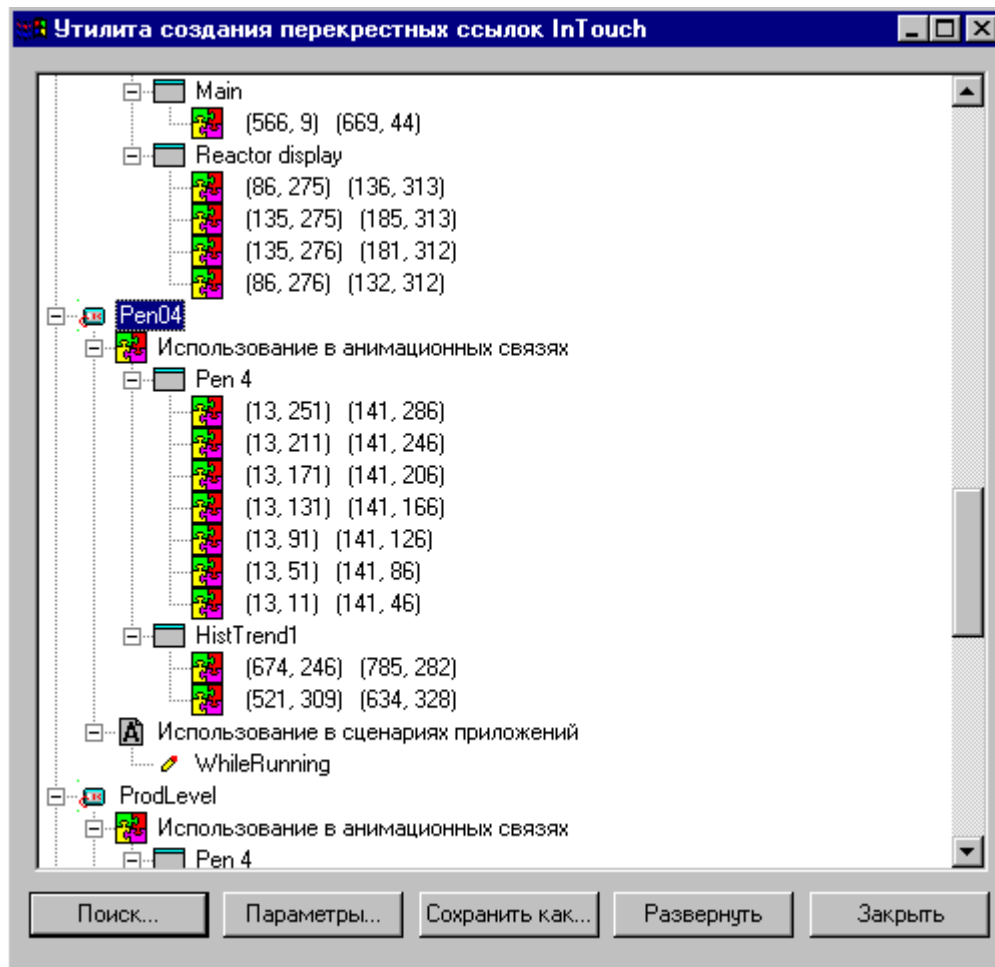 Утилита создания перекрестных ссылок InTouch
Main
(566, 9) (669, 44)
Reactor display
(86, 275) (136, 313)
(135, 275) (185, 313)
(135, 276) (181, 312)
(86, 276) (132, 312)
Pen04
Использование в анимационных связях
Pen 4
(13, 251) (141, 286)
(13, 211) (141, 246)
(13, 171) (141, 206)
(13, 131) (141, 166)
(13, 91) (141, 126)
(13, 51) (141, 86)
(13, 11) (141, 46)
HistTrend1
(674, 246) (785, 282)
(521, 309) (634, 328)
Использование в сценариях приложений
WhileRunning
ProdLevel
Использование в анимационных связях
Pen 4
Поиск... Параметры... Сохранить как... Развернуть Закрыть